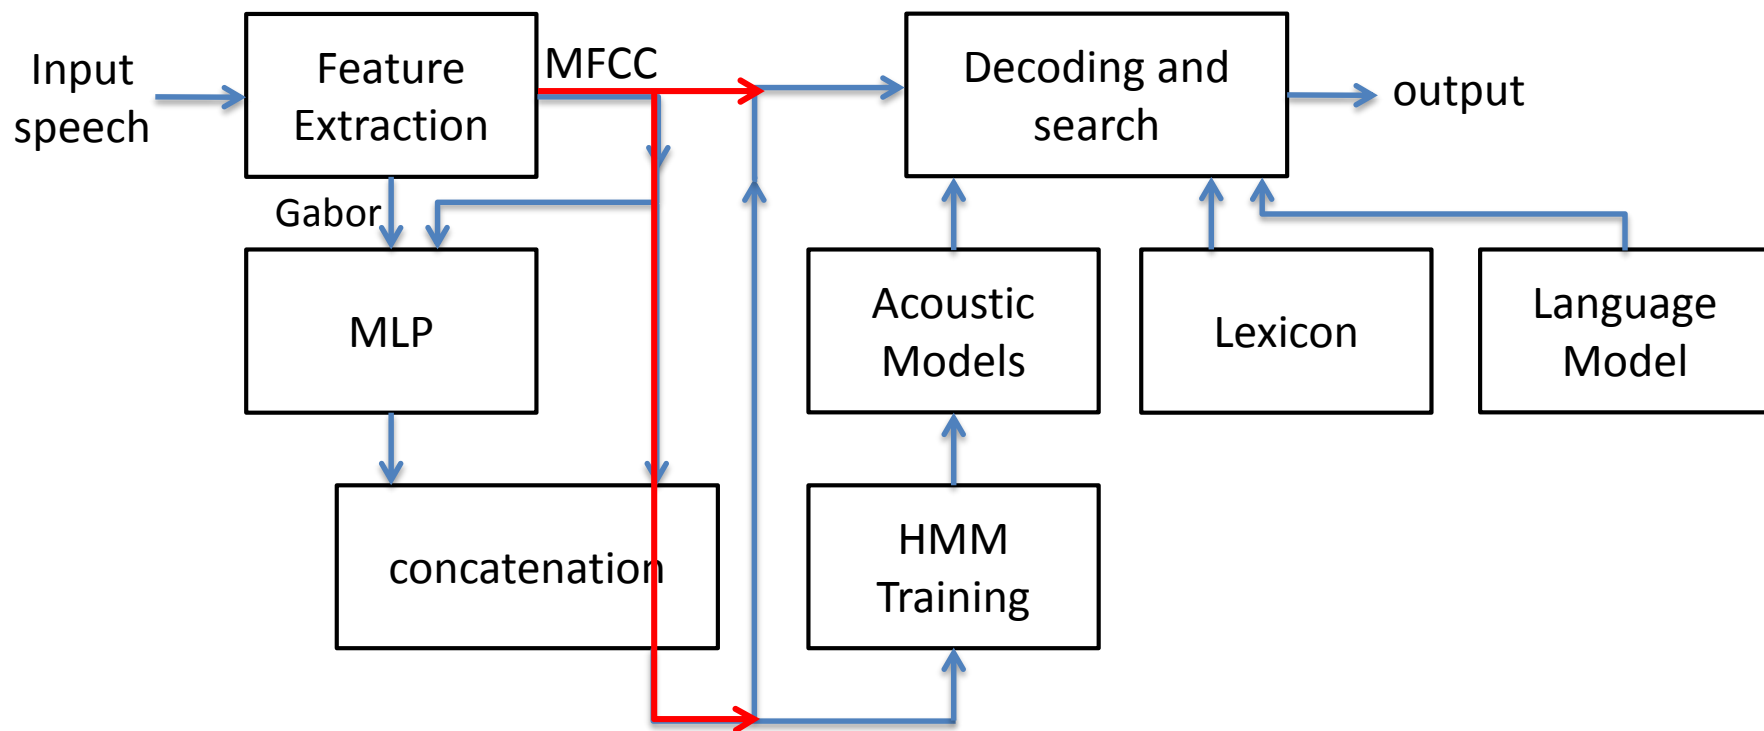 Input
speech
Feature
Extraction
MFCC
Decoding and
search
output
Gabor
MLP
Acoustic
Models
Lexicon
Language
Model
concatenation
HMM
Training